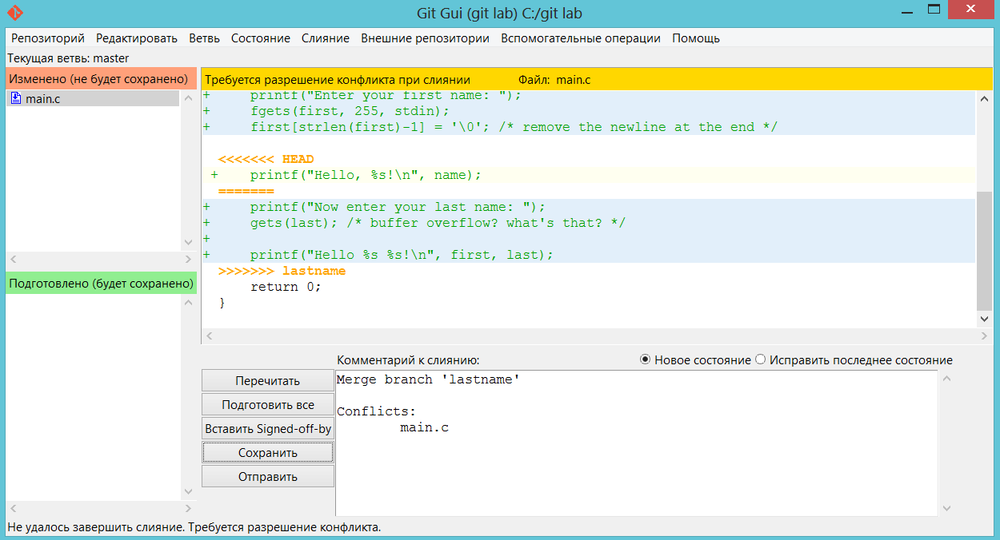 Git Gui (git lab) C:/git lab
Репозиторий Редактировать Ветвь Состояние Слияние Внешние репозитории Вспомогательные операции Помощь
Текущая ветвь: master
Изменено (не будет сохранено)
main.c
Подготовлено (будет сохранено)
Требуется разрешение конфликта при слиянии Файл: main.c
+     printf("Enter your first name: ");
+     fgets(first, 255, stdin);
+     first[strlen(first)-1] = '\0'; /* remove the newline at the end */
<<<<<<< HEAD
 +    printf("Hello, %s!\n", name);
=======
+     printf("Now enter your last name: ");
+     gets(last); /* buffer overflow? what's that? */
+
+     printf("Hello %s %s!\n", first, last);
>>>>>>> lastname
      return 0;
  }
Комментарий к слиянию: Новое состояние Исправить последнее состояние
Перечитать
Подготовить все
Вставить Signed-off-by
Сохранить
Отправить
Merge branch 'lastname'
Conflicts:
        main.c
Не удалось завершить слияние. Требуется разрешение конфликта.